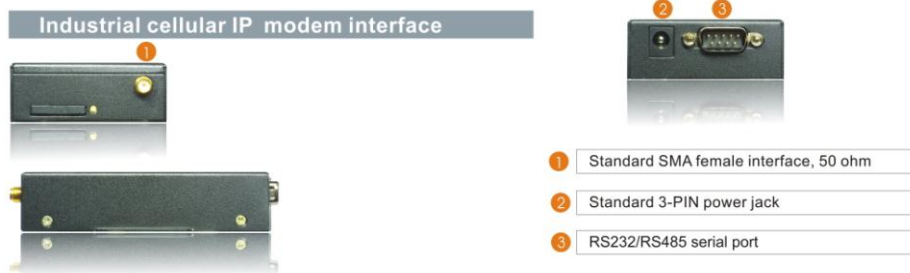 Industrial cellular IP modem interface
1
2
3
1 Standard SMA female interface, 50 ohm
2 Standard 3-PIN power jack
3 RS232/RS485 serial port